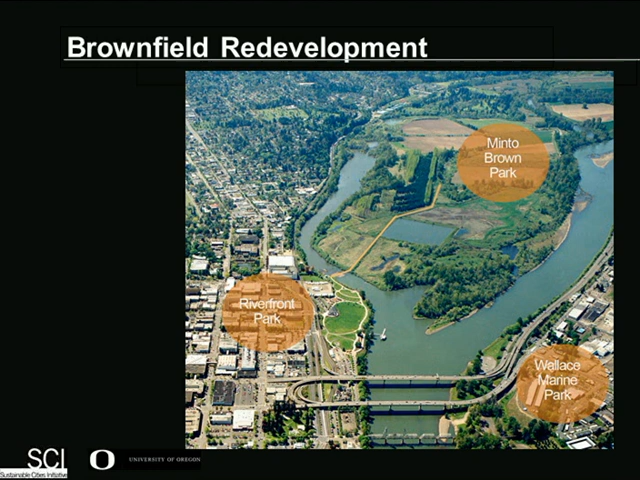 Brownfield Redevelopment
Minto
Brown
Park
Riverfront
Park
Wallace
Marine
Park
SCI
Sustainable Cities Initiative
O
UNIVERSITY OF OREGON